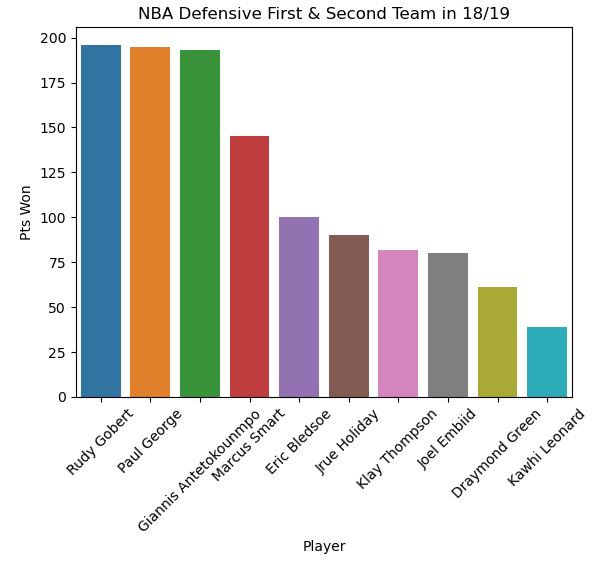 NBA Defensive First & Second Team in 18/19
Pts Won
200
175
150
125
100
75
50
25
0
Rudy Gobert
Paul George
Giannis Antetokounmpo
Marcus Smart
Eric Bledsoe
Jrue Holiday
Klay Thompson
Joel Embiid
Draymond Green
Kawhi Leonard
Player